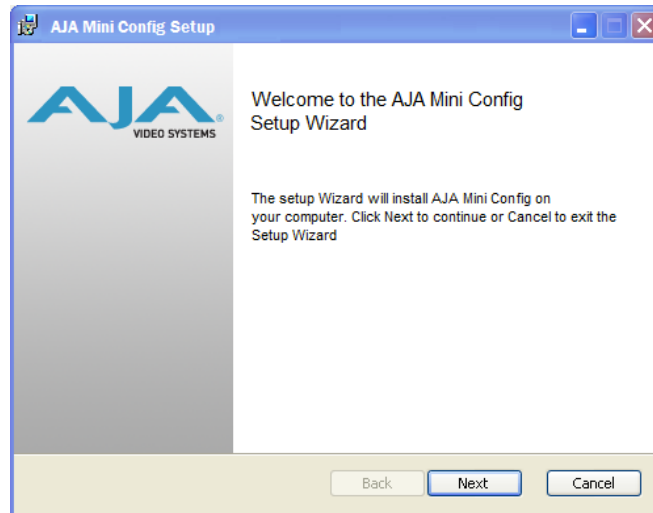 AJA Mini Config Setup
AJA®
VIDEO SYSTEMS
Welcome to the AJA Mini Config
Setup Wizard
The setup Wizard will install AJA Mini Config on
your computer. Click Next to continue or Cancel to exit the
Setup Wizard
Back
Next
Cancel